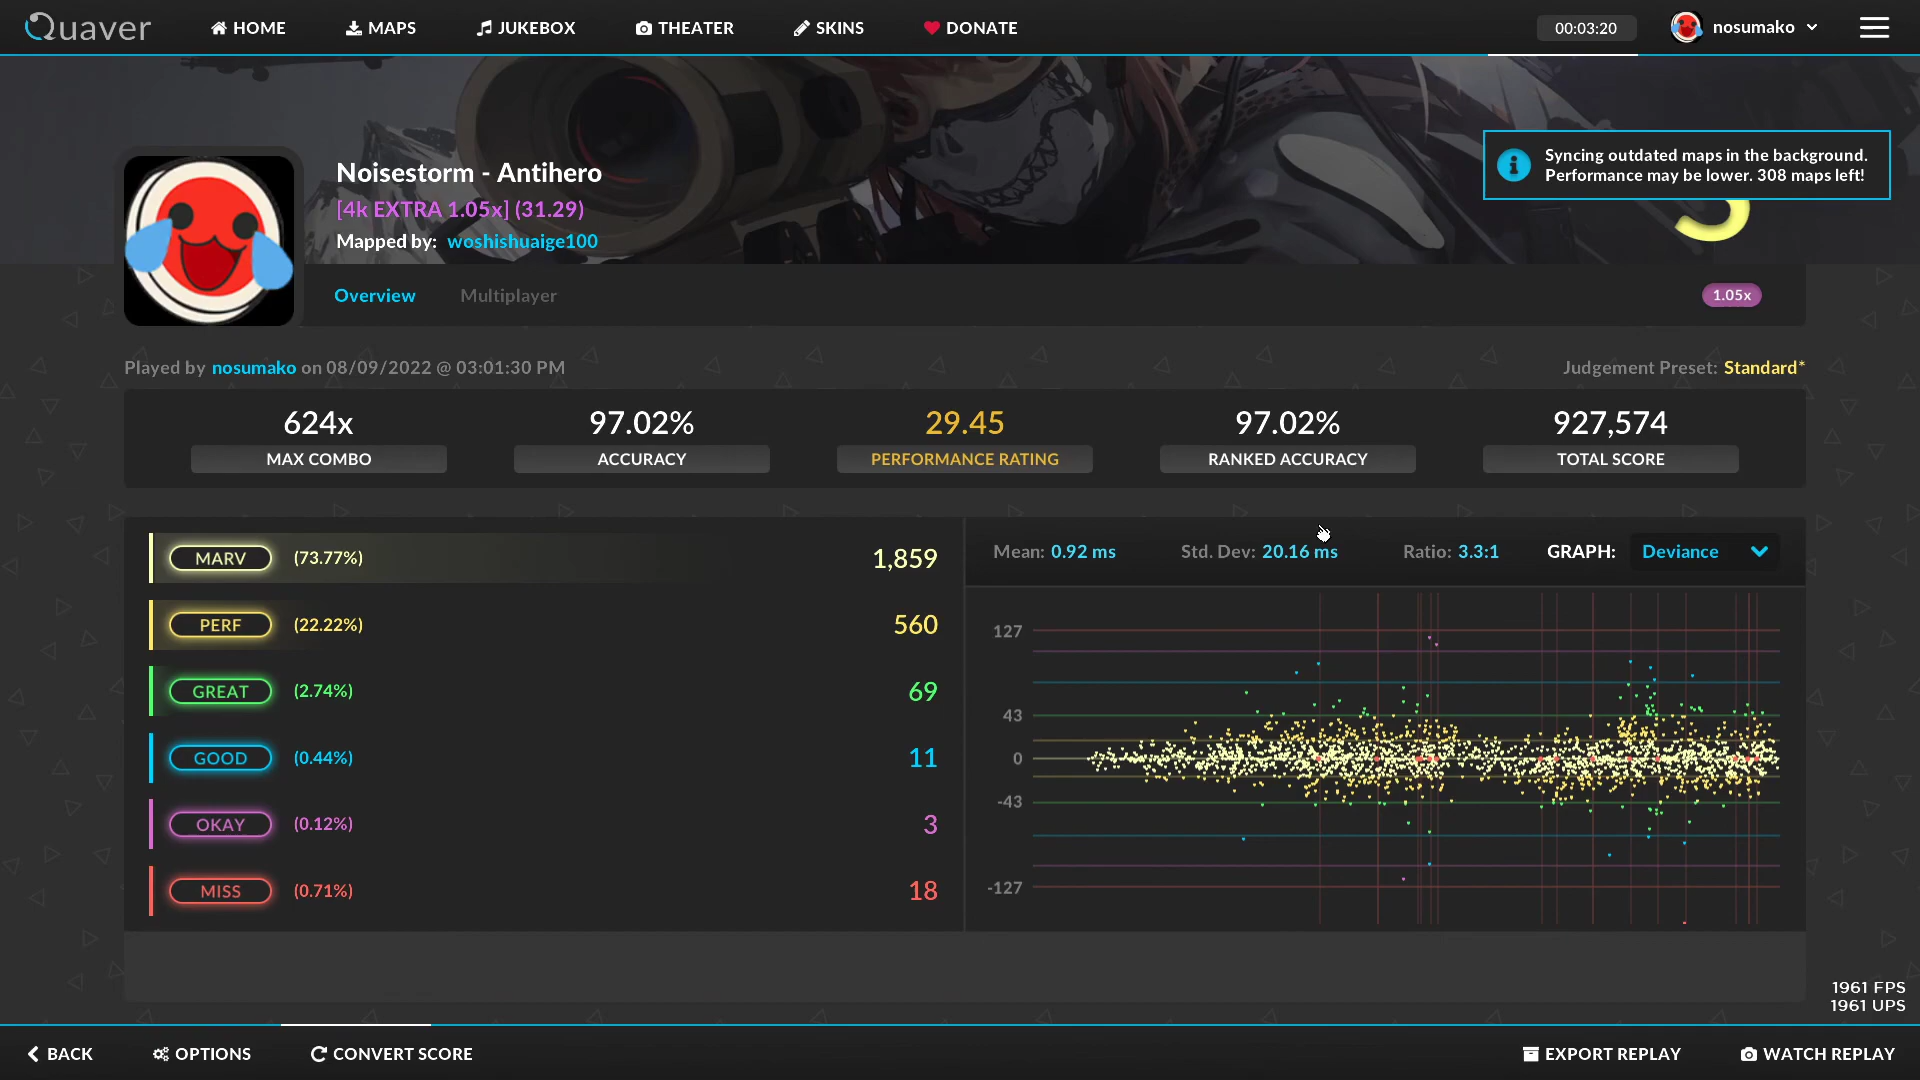 Quaver
HOME
MAPS
JUKEBOX
THEATER
SKINS
DONATE
00:03:20
nosumako
Noisestorm - Antihero
[4k EXTRA 1.05x] (31.29)
Mapped by: woshishuaige100
Syncing outdated maps in the background.
Performance may be lower. 308 maps left!
Overview
Multiplayer
1.05x
Played by nosumako on 08/09/2022 @ 03:01:30 PM
Judgement Preset: Standard*
624x
MAX COMBO
97.02%
ACCURACY
29.45
PERFORMANCE RATING
97.02%
RANKED ACCURACY
927,574
TOTAL SCORE
MARV (73.77%) 1,859
PERF (22.22%) 560
GREAT (2.74%) 69
GOOD (0.44%) 11
OKAY (0.12%) 3
MISS (0.71%) 18
Mean: 0.92 ms
Std. Dev: 20.16 ms
Ratio: 3.3:1
GRAPH: Deviance
127
43
0
-43
-127
1961 FPS
1961 UPS
BACK
OPTIONS
CONVERT SCORE
EXPORT REPLAY
WATCH REPLAY